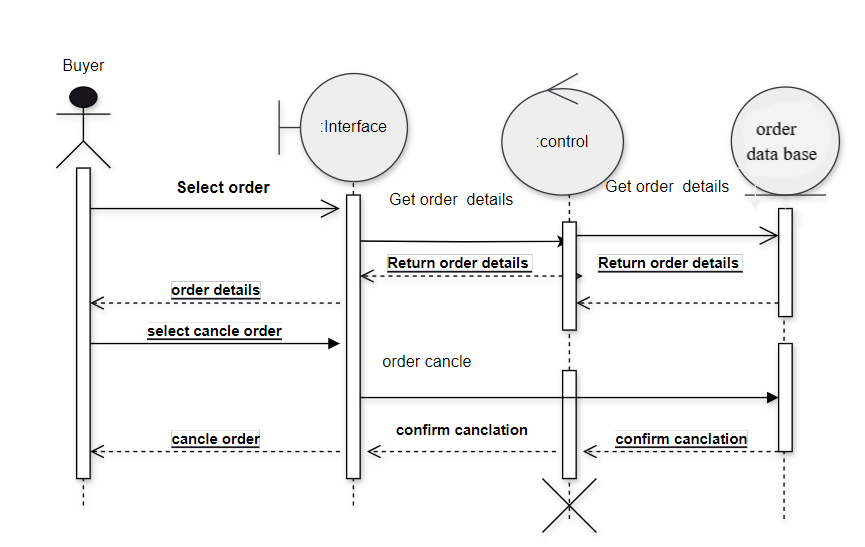 Buyer
:Interface
:control
order
data base
Select order
Get order details
Get order details
Return order details
Return order details
order details
select cancle order
order cancle
cancle order
confirm canclation
confirm canclation